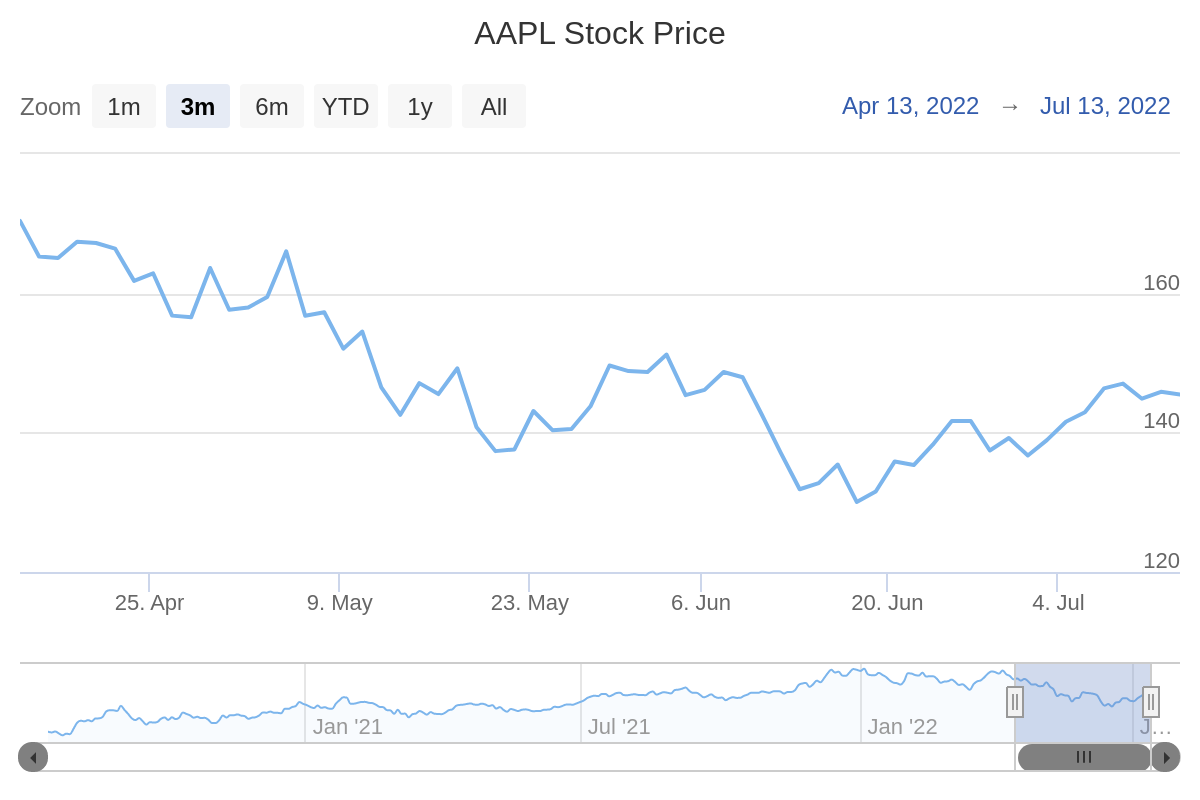 AAPL Stock Price
Zoom 1m 3m 6m YTD 1y All Apr 13, 2022 → Jul 13, 2022
160
140
120
25. Apr 9. May 23. May 6. Jun 20. Jun 4. Jul
Jan '21 Jul '21 Jan '22 J…